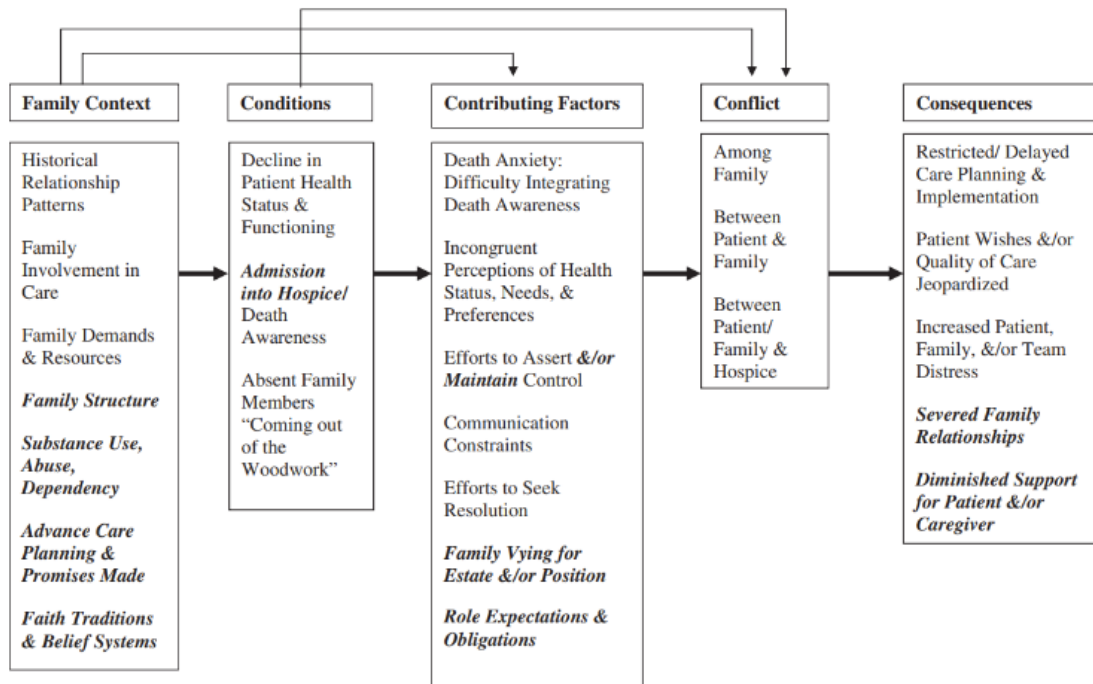 Family Context
Historical
Relationship
Patterns
Family
Involvement in
Care
Family Demands
& Resources
Family Structure
Substance Use,
Abuse,
Dependency
Advance Care
Planning &
Promises Made
Faith Traditions
& Belief Systems
Conditions
Decline in
Patient Health
Status &
Functioning
Admission
into Hospice/
Death
Awareness
Absent Family
Members
“Coming out
of the
Woodwork”
Contributing Factors
Death Anxiety:
Difficulty Integrating
Death Awareness
Incongruent
Perceptions of Health
Status, Needs, &
Preferences
Efforts to Assert &/or
Maintain Control
Communication
Constraints
Efforts to Seek
Resolution
Family Vying for
Estate &/or Position
Role Expectations &
Obligations
Conflict
Among
Family
Between
Patient &
Family
Between
Patient/
Family &
Hospice
Consequences
Restricted/ Delayed
Care Planning &
Implementation
Patient Wishes &/or
Quality of Care
Jeopardized
Increased Patient,
Family, &/or Team
Distress
Severed Family
Relationships
Diminished Support
for Patient &/or
Caregiver